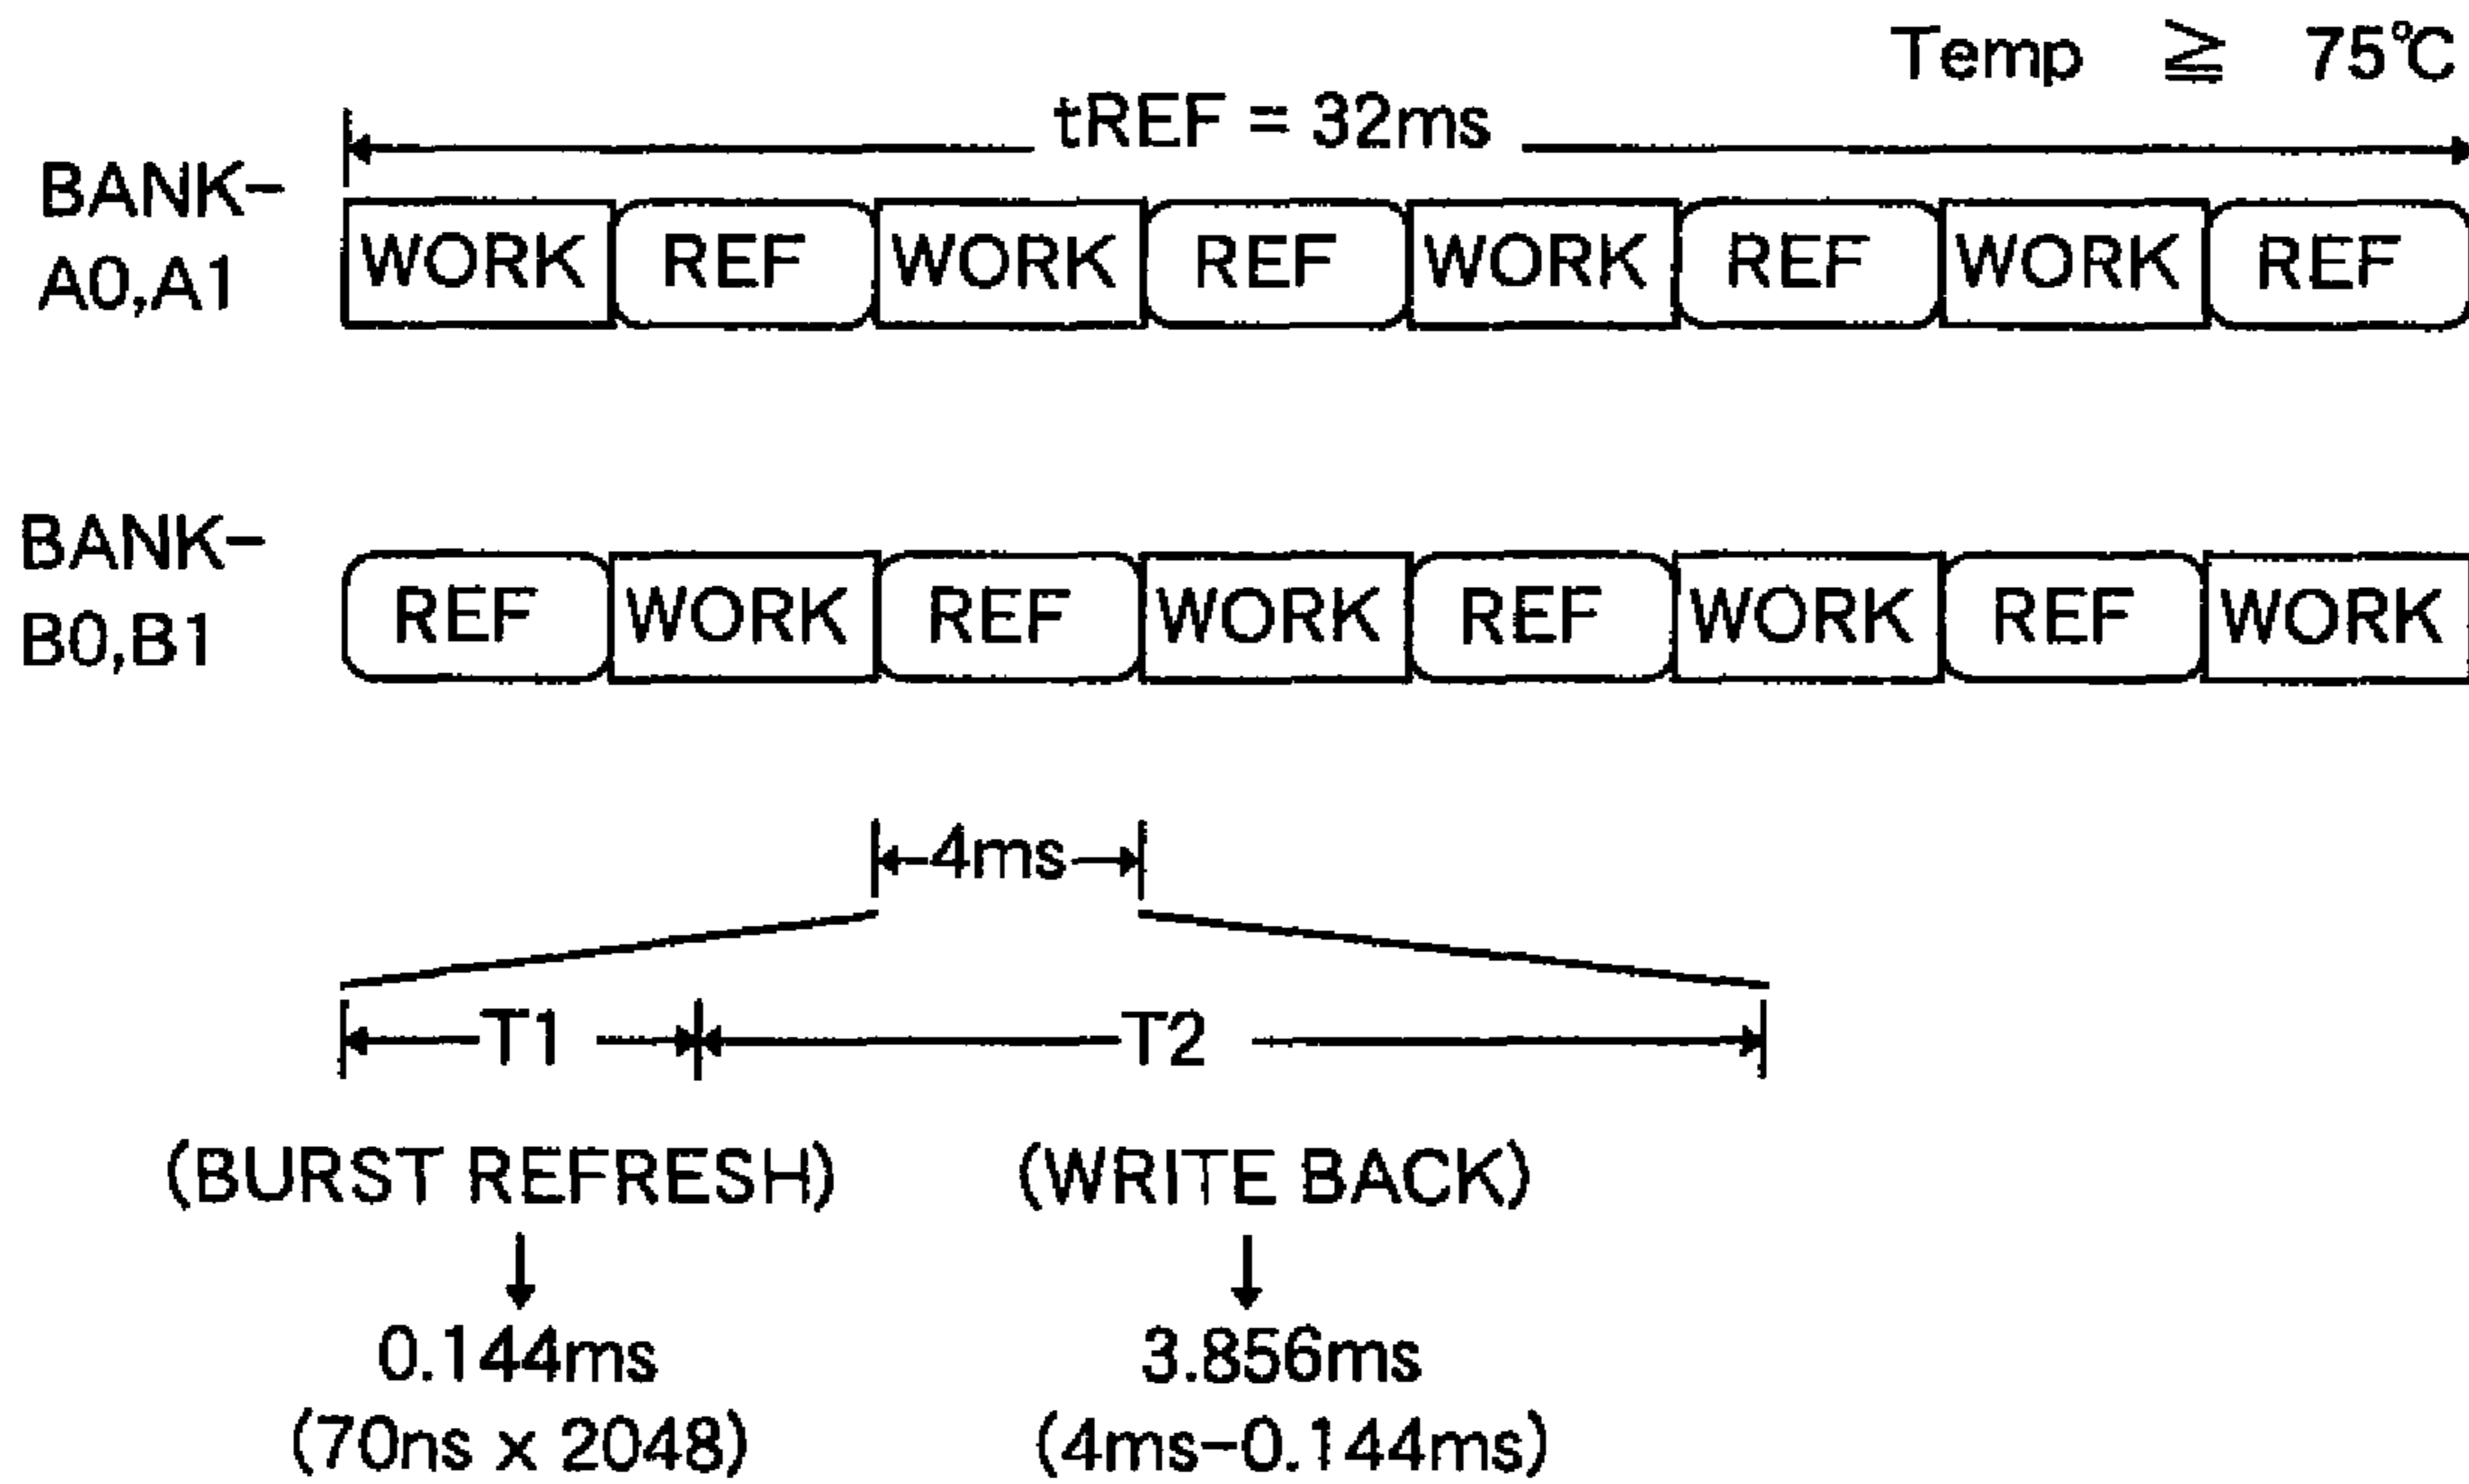 Temp ≧ 75℃
tREF = 32ms
BANK-
A0,A1
WORK REF WORK REF WORK REF WORK REF
BANK-
B0,B1
REF WORK REF WORK REF WORK REF WORK
4ms
T1 T2
(BURST REFRESH) (WRITE BACK)
0.144ms 3.856ms
(70ns x 2048) (4ms-0.144ms)